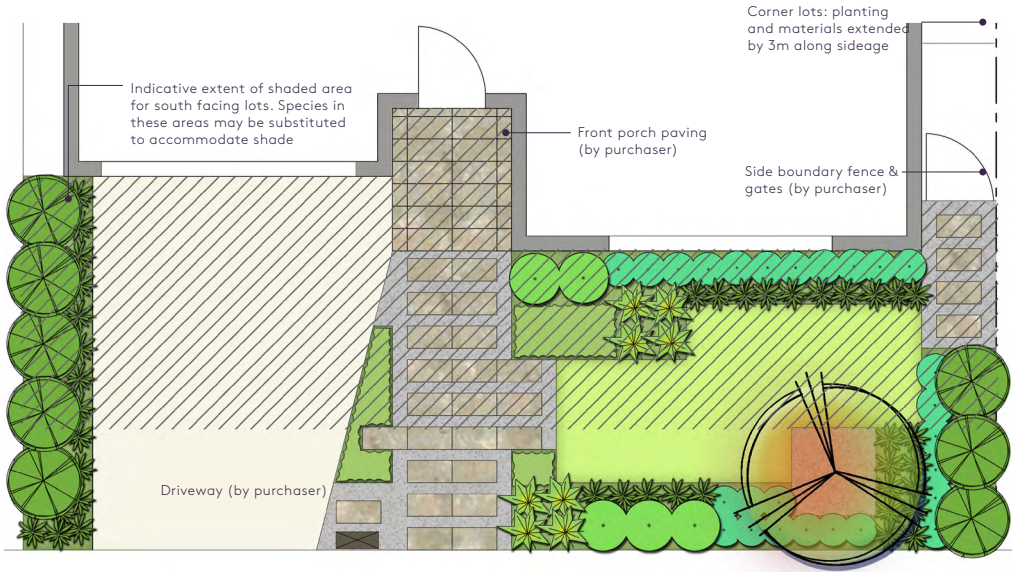 Corner lots: planting
and materials extended
by 3m along sideage
Indicative extent of shaded area
for south facing lots. Species in
these areas may be substituted
to accommodate shade
Front porch paving
(by purchaser)
Side boundary fence &
gates (by purchaser)
Driveway (by purchaser)